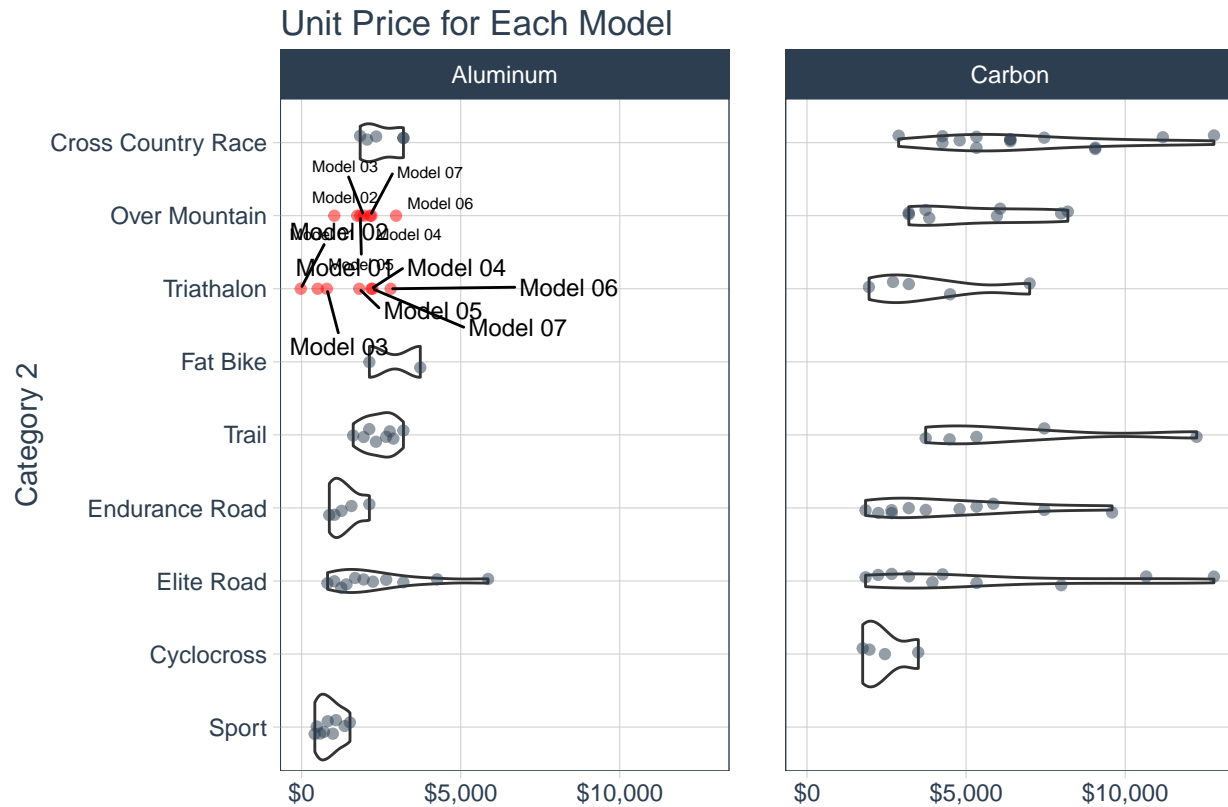 Unit Price for Each Model
Aluminum
Carbon
Category 2
Cross Country Race
Over Mountain
Triathalon
Fat Bike
Trail
Endurance Road
Elite Road
Cyclocross
Sport
Model 03
Model 07
Model 02
Model 06
Model 02
Model 04
Model 05
Model 01
Model 04
Model 06
Model 05
Model 07
Model 03
$0
$5,000
$10,000
$0
$5,000
$10,000